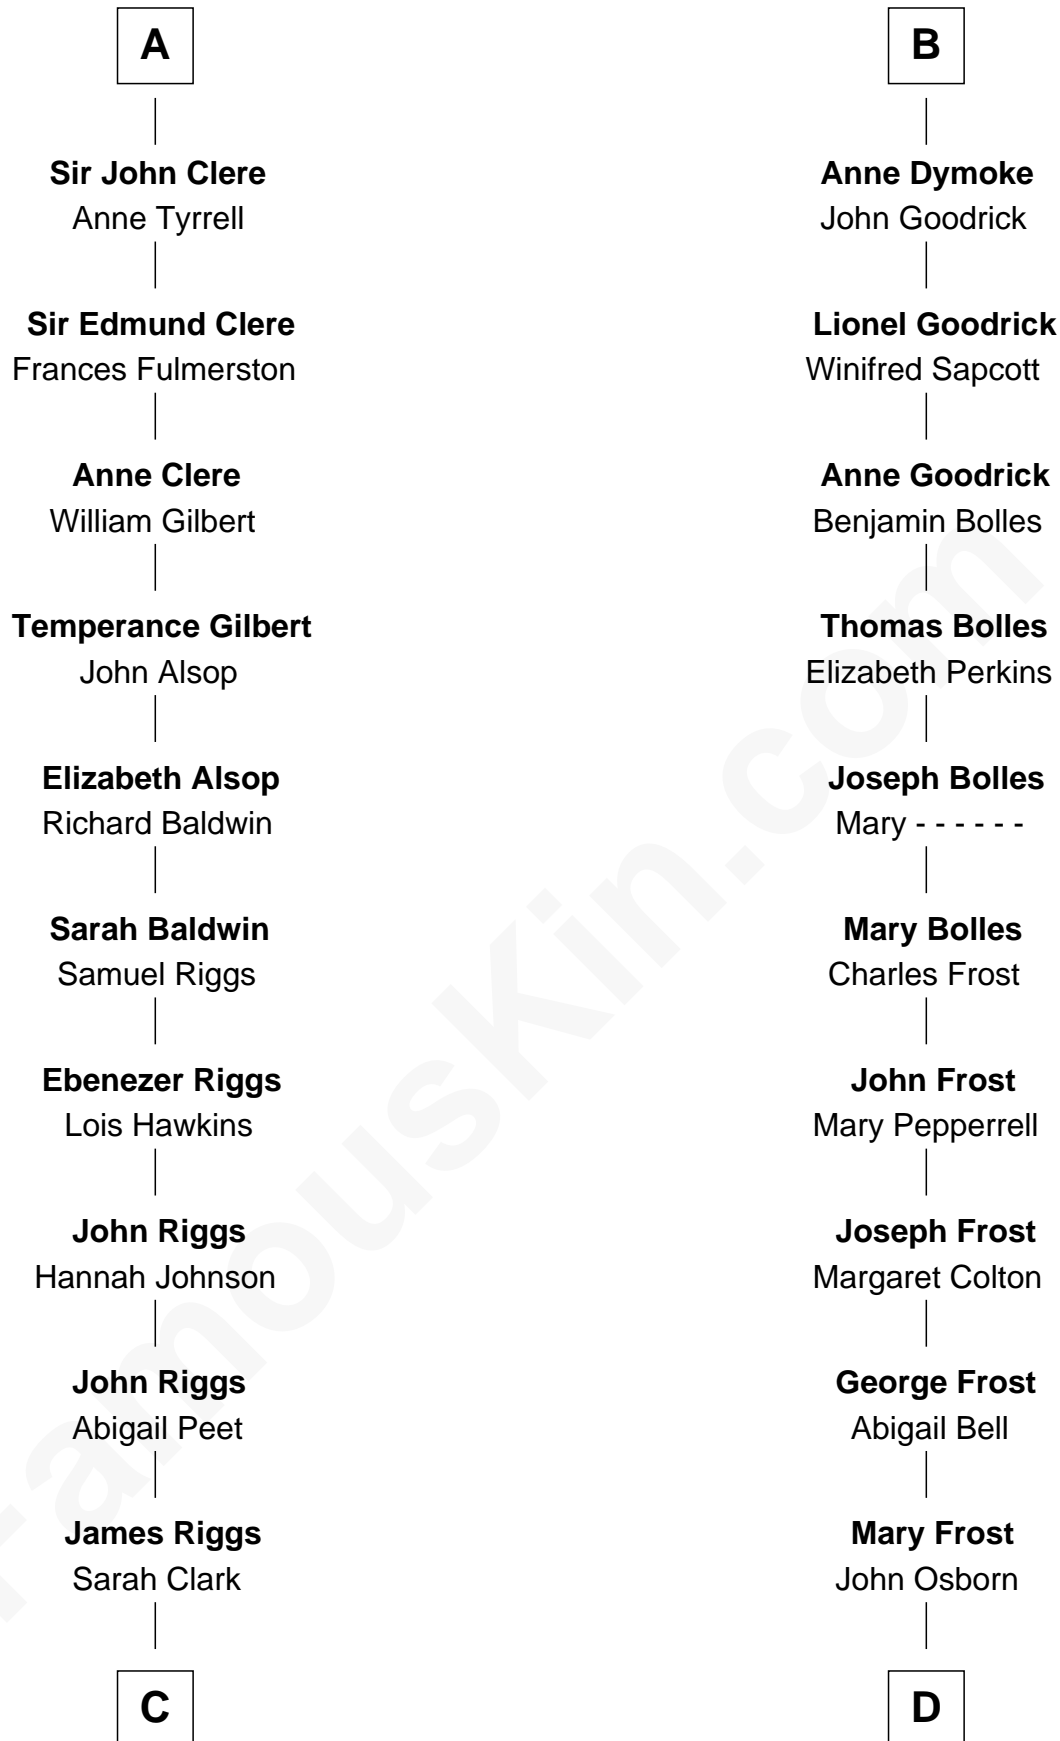 A
Sir John Clere
Anne Tyrrell
Sir Edmund Clere
Frances Fulmerston
Anne Clere
William Gilbert
Temperance Gilbert
John Alsop
Elizabeth Alsop
Richard Baldwin
Sarah Baldwin
Samuel Riggs
Ebenezer Riggs
Lois Hawkins
John Riggs
Hannah Johnson
John Riggs
Abigail Peet
James Riggs
Sarah Clark
C
B
Anne Dymoke
John Goodrick
Lionel Goodrick
Winifred Sapcott
Anne Goodrick
Benjamin Bolles
Thomas Bolles
Elizabeth Perkins
Joseph Bolles
Mary - - - - - -
Mary Bolles
Charles Frost
John Frost
Mary Pepperrell
Joseph Frost
Margaret Colton
George Frost
Abigail Bell
Mary Frost
John Osborn
D
FamousKin.com